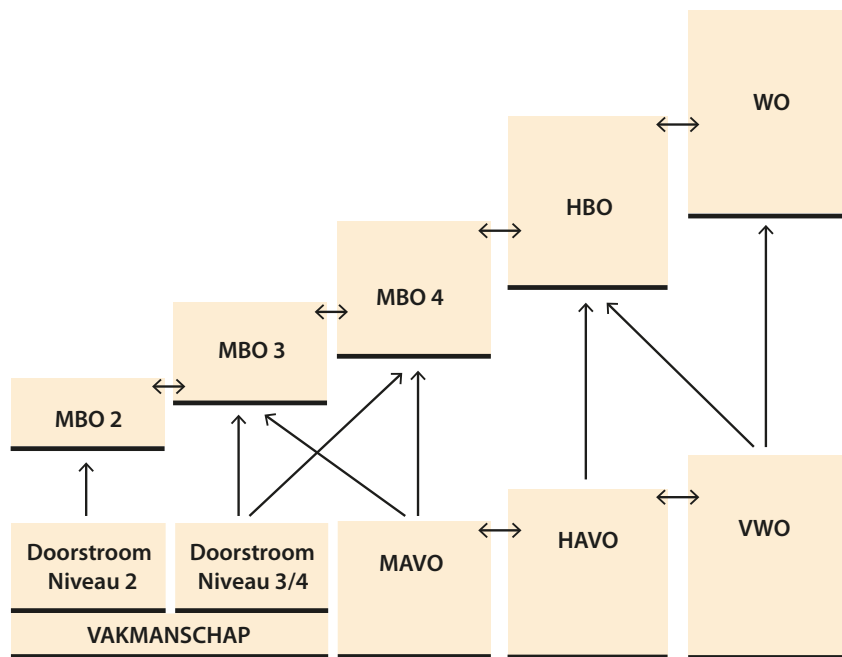 WO
HBO
MBO 4
MBO 3
MBO 2
Doorstroom
Niveau 2
Doorstroom
Niveau 3/4
MAVO
HAVO
VWO
VAKMANSCHAP